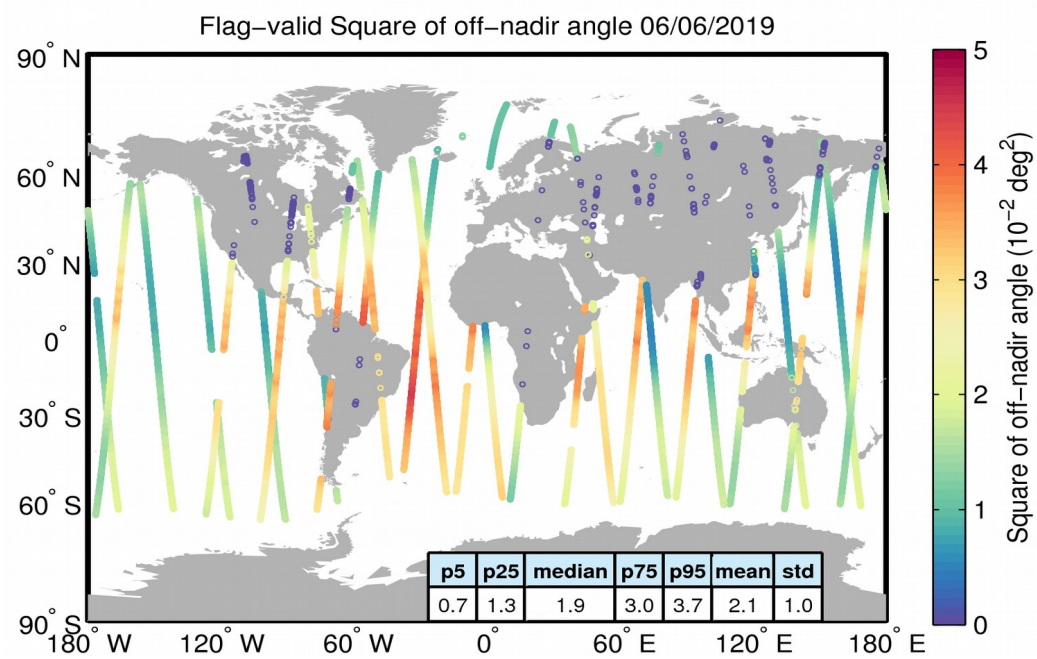 Flag−valid Square of off−nadir angle 06/06/2019
90° N
60° N
30° N
0°
30° S
60° S
90° S
180° W
120° W
60° W
0°
60° E
120° E
180° E
p5 p25 median p75 p95 mean std
0.7 1.3 1.9 3.0 3.7 2.1 1.0
5
4
3
2
1
0
Square of off−nadir angle (10⁻² deg²)